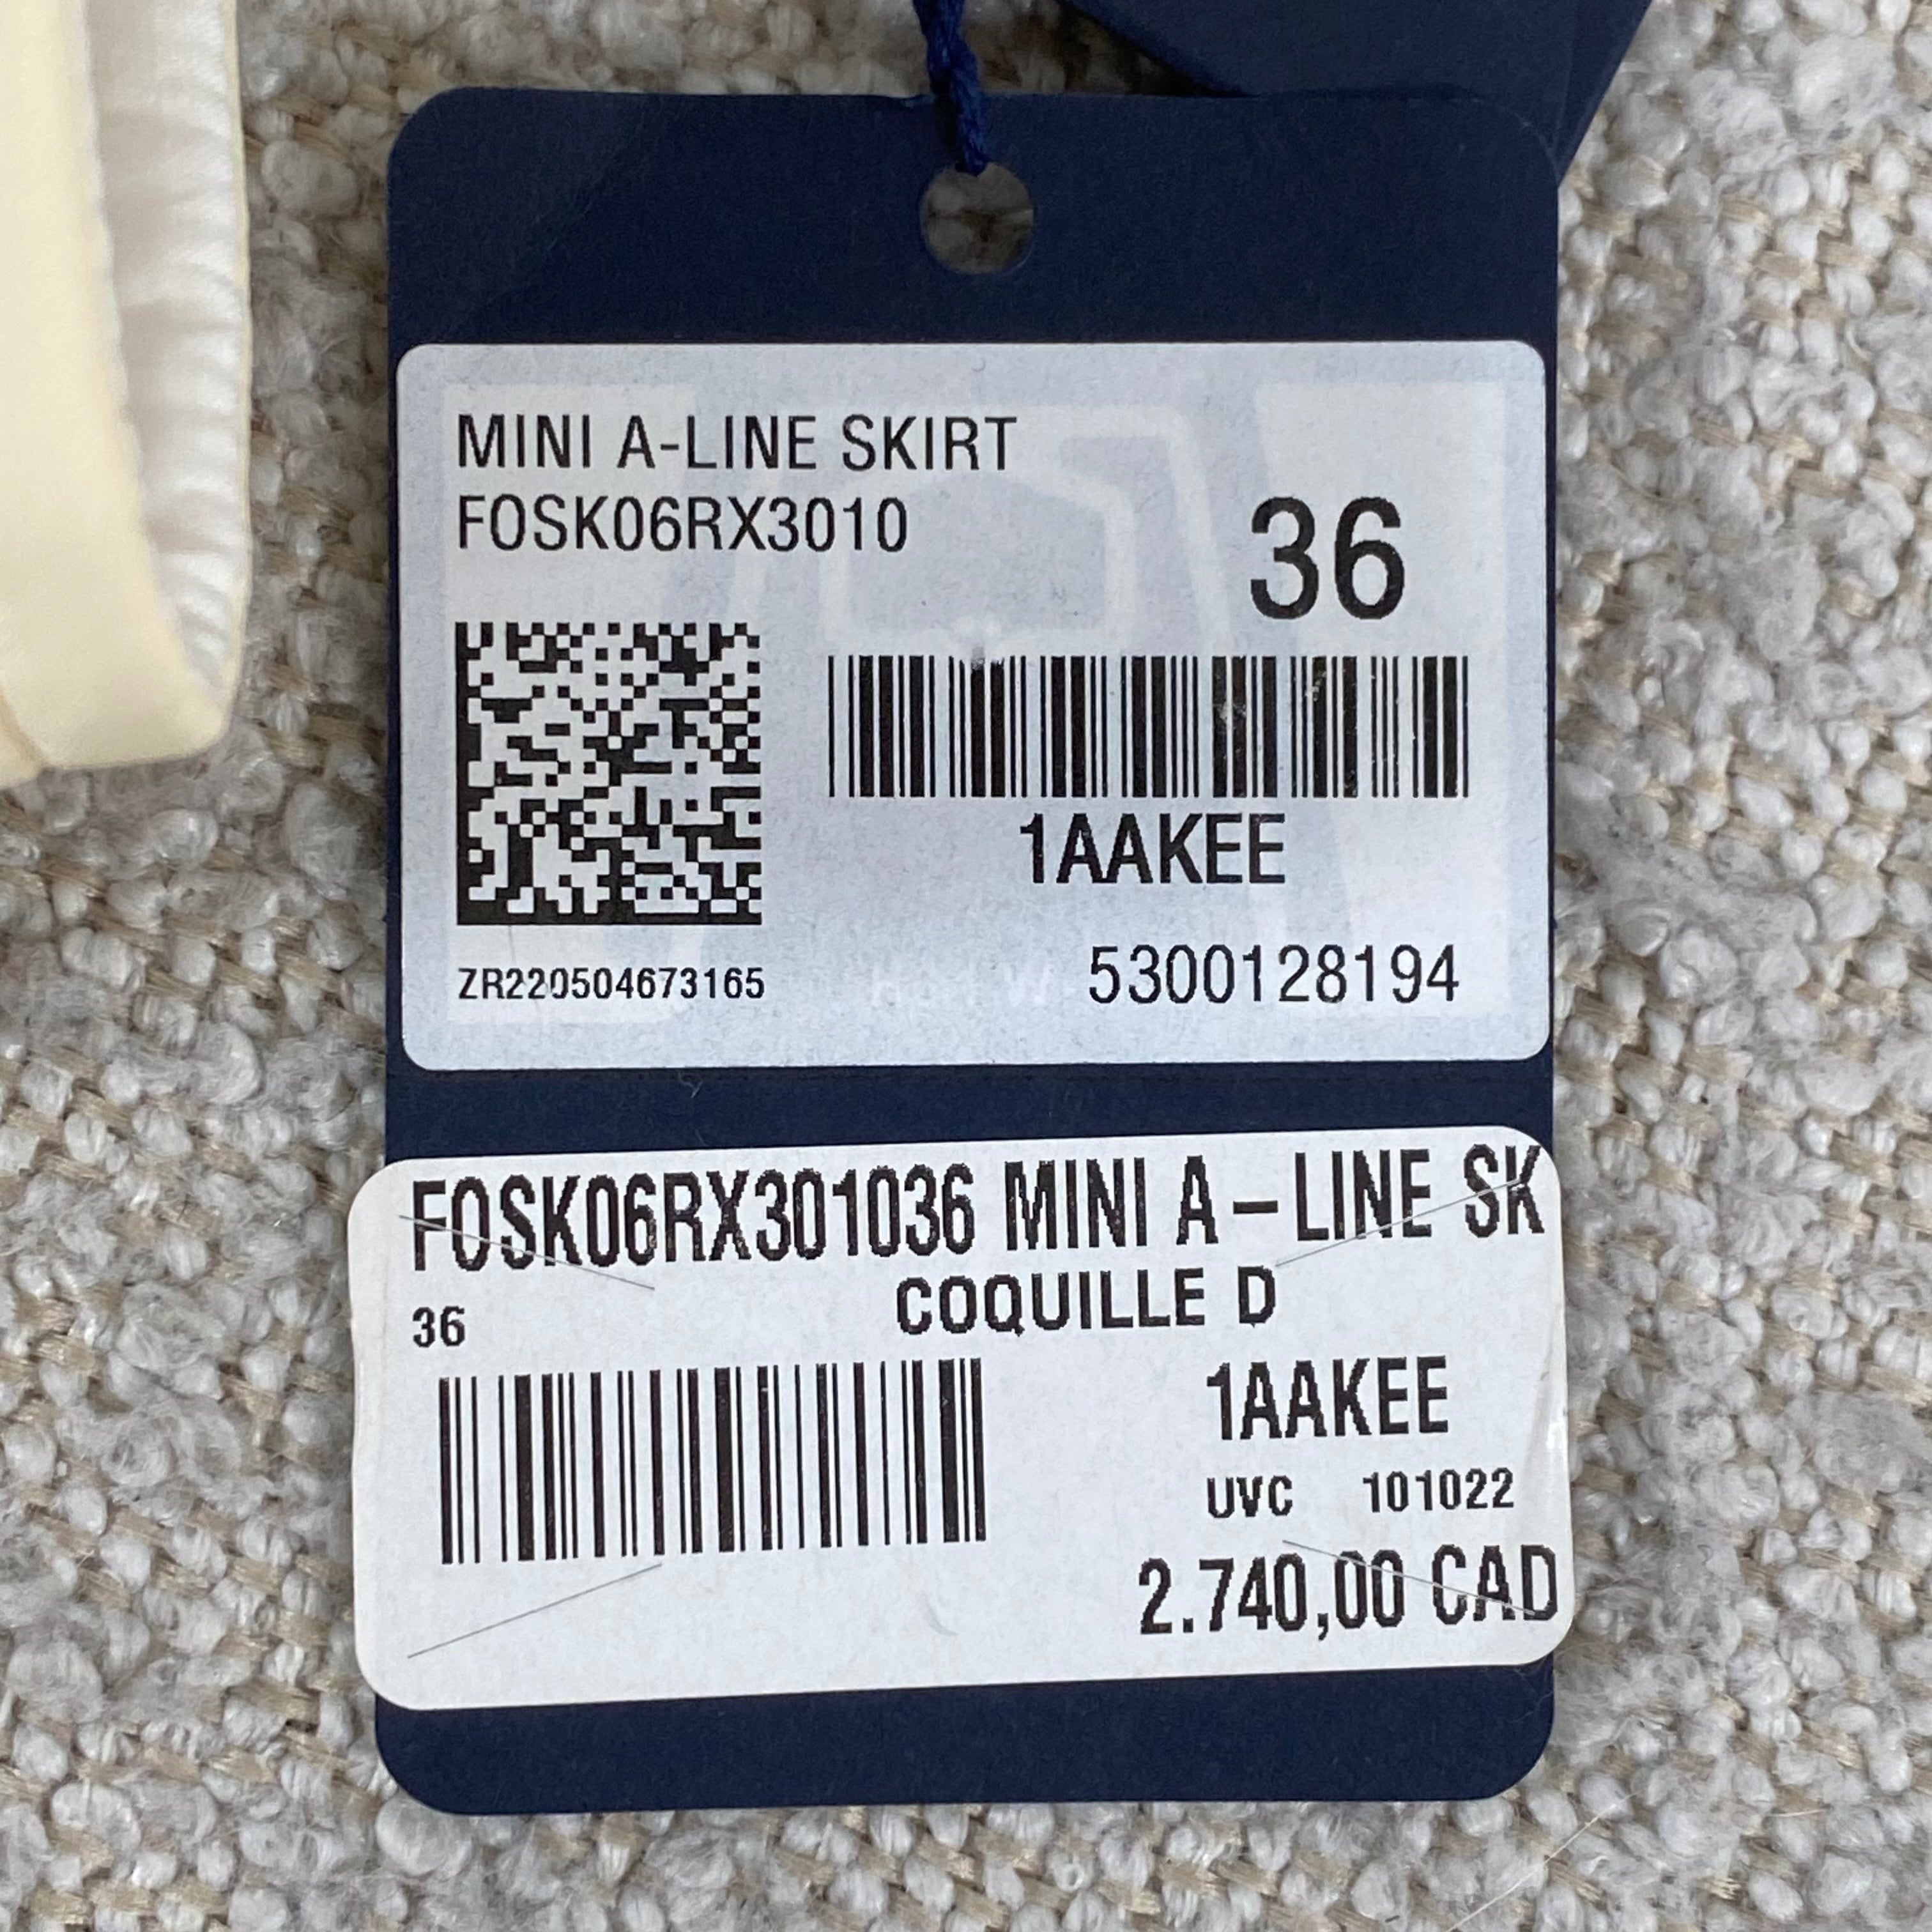 MINI A-LINE SKIRT
FOSK06RX3010
36
1AAKEE
ZR220504673165
5300128194
FOSK06RX301036 MINI A-LINE SK
36 COQUILLE D
1AAKEE
UVC 101022
2.740,00 CAD